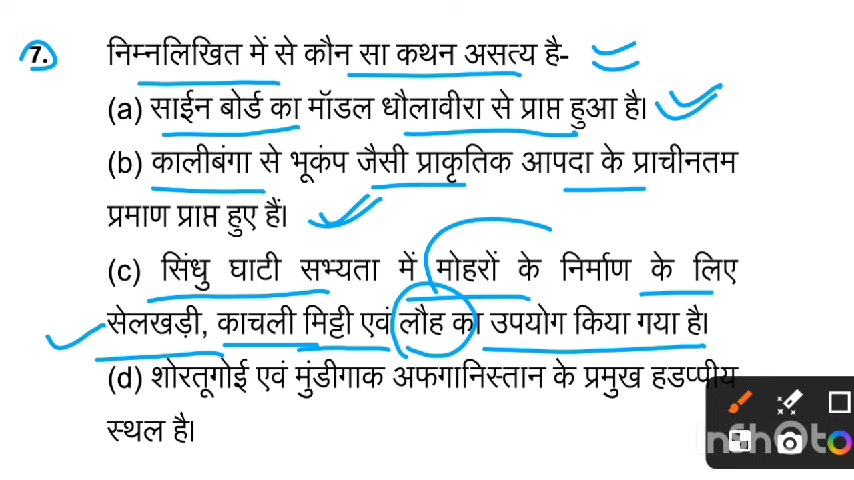 7. निम्नलिखित में से कौन सा कथन असत्य है-
(a) साईन बोर्ड का मॉडल धौलावीरा से प्राप्त हुआ है।
(b) कालीबंगा से भूकंप जैसी प्राकृतिक आपदा के प्राचीनतम
प्रमाण प्राप्त हुए हैं।
(c) सिंधु घाटी सभ्यता में मोहरों के निर्माण के लिए
सेलखड़ी, काचली मिट्टी एवं लौह का उपयोग किया गया है।
(d) शोरतूगोई एवं मुंडीगाक अफगानिस्तान के प्रमुख हडप्पीय
स्थल है।